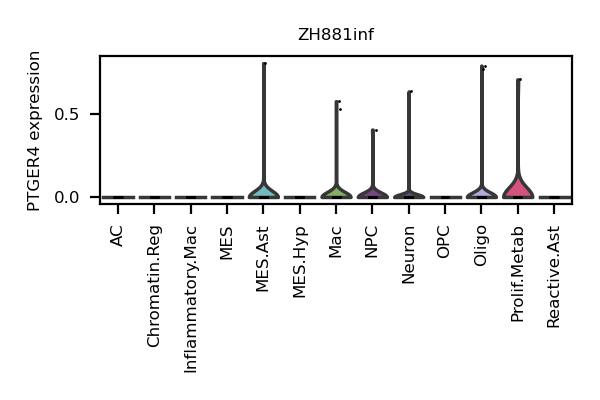 ZH881inf
PTGER4 expression
0.5
0.0
AC
Chromatin.Reg
Inflammatory.Mac
MES
MES.Ast
MES.Hyp
Mac
NPC
Neuron
OPC
Oligo
Prolif.Metab
Reactive.Ast